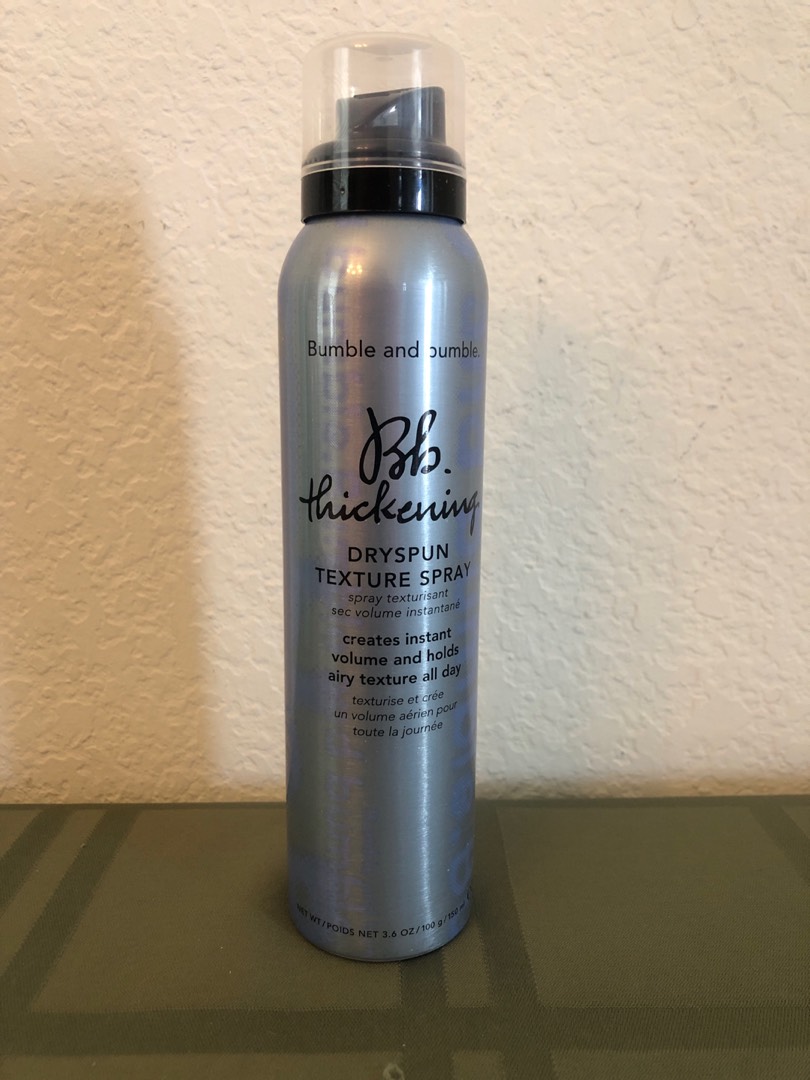 Bumble and bumble.
Bb.
thickening
DRYSPUN
TEXTURE SPRAY
spray texturisant
sec volume instantané
creates instant
volume and holds
airy texture all day
texturise et crée
un volume aérien pour
toute la journée
NET WT/POIDS NET 3.6 OZ/100 g/150 m